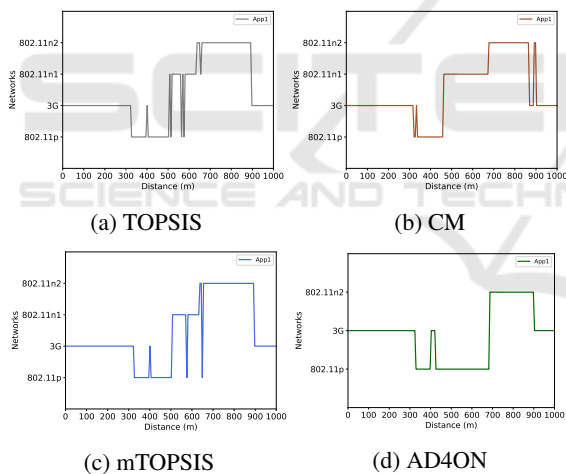 App1
802.11n2
802.11n1
Networks
3G
802.11p
0 100 200 300 400 500 600 700 800 900 1000
Distance (m)
(a) TOPSIS
App1
802.11n2
802.11n1
Networks
3G
802.11p
0 100 200 300 400 500 600 700 800 900 1000
Distance (m)
(b) CM
SCITE
SCIENCE AND TECHN
App1
802.11n2
802.11n1
Networks
3G
802.11p
0 100 200 300 400 500 600 700 800 900 1000
Distance (m)
(c) mTOPSIS
App1
802.11n2
Networks
3G
802.11p
0 100 200 300 400 500 600 700 800 900 1000
Distance (m)
(d) AD4ON